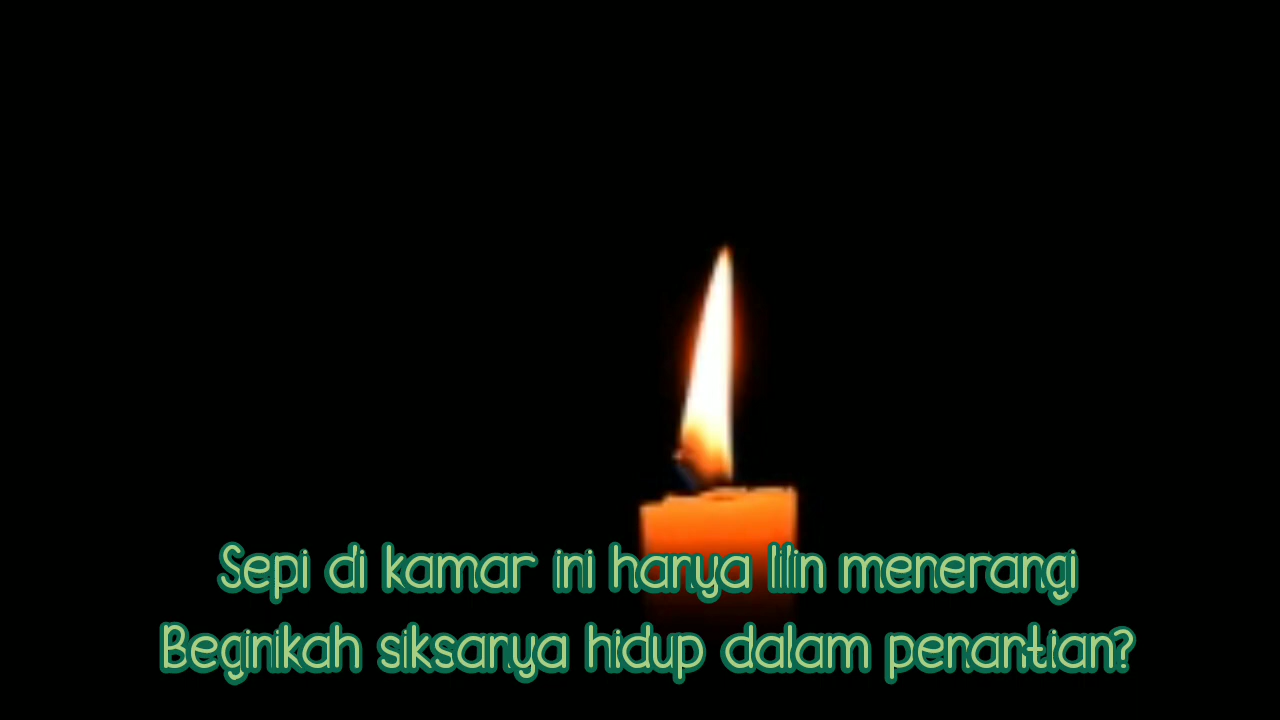 Sepi di kamar ini hanya lilin menerangi
Beginikah siksanya hidup dalam penantian?